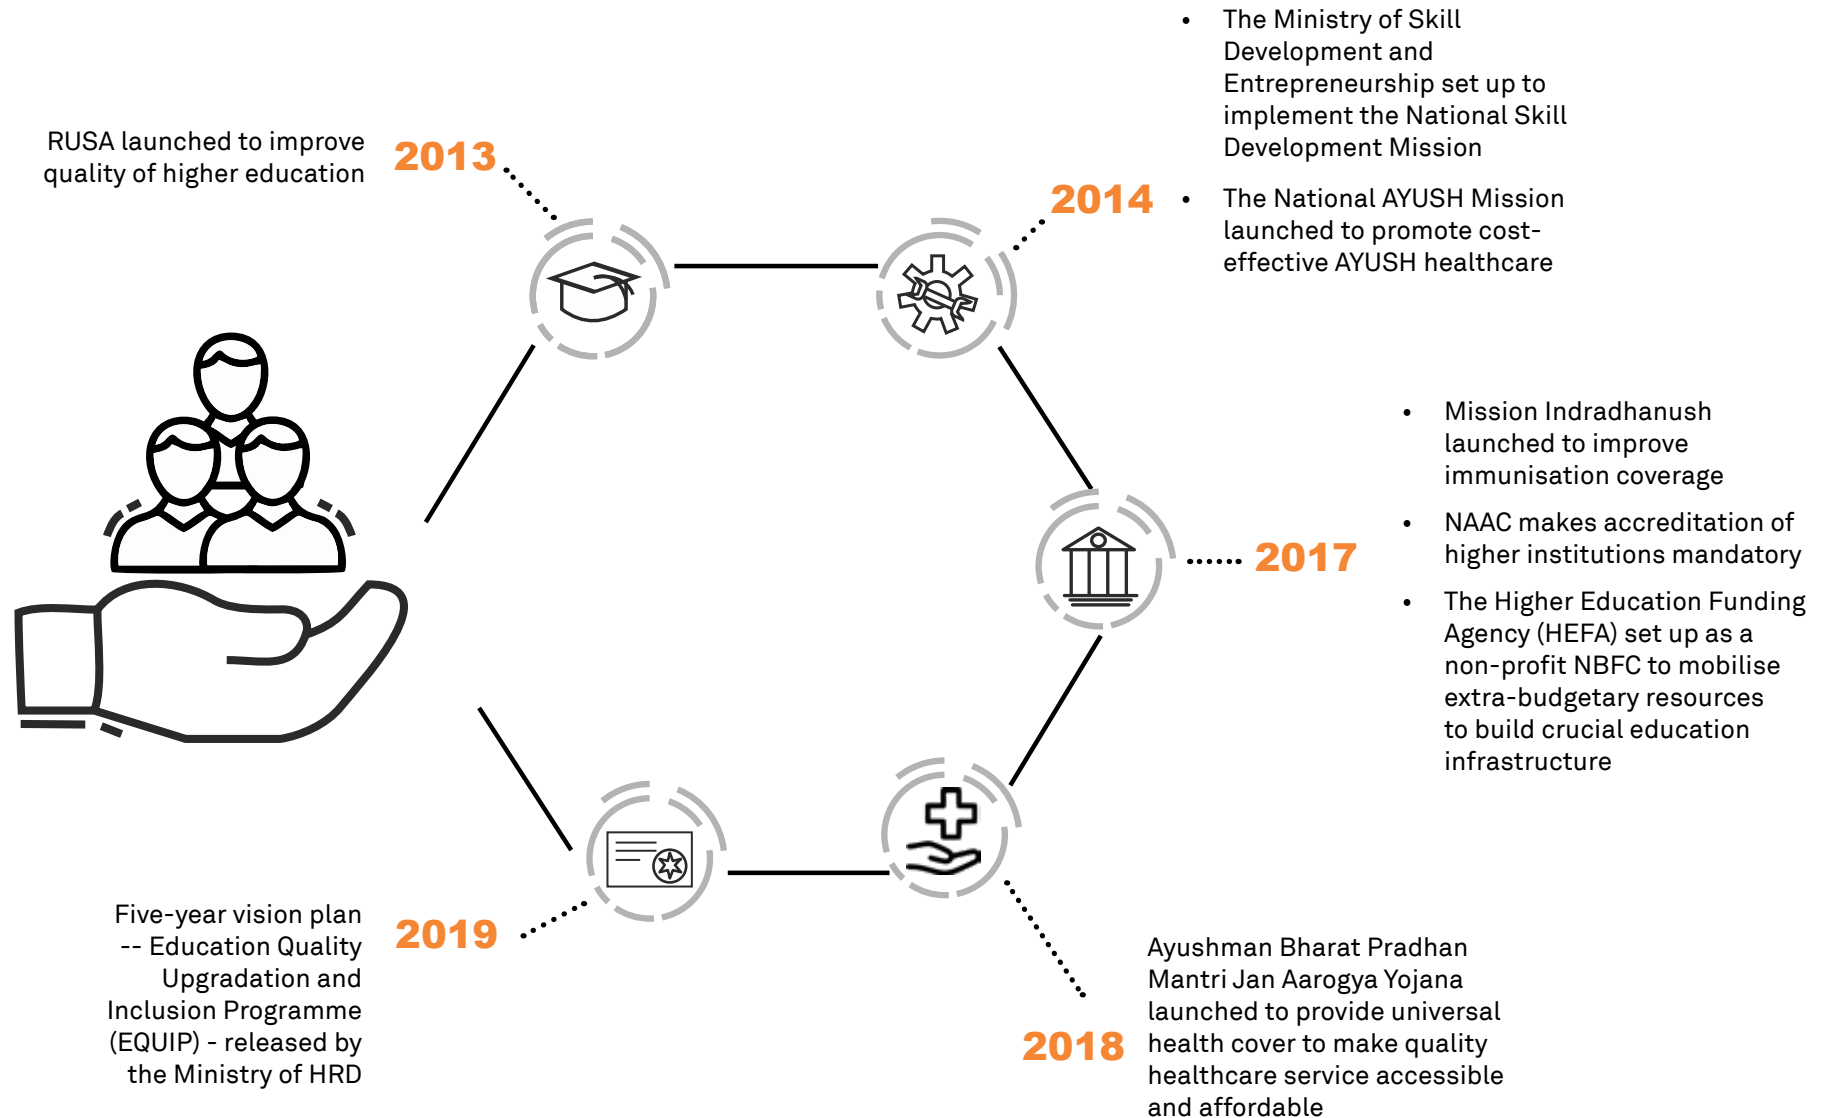 RUSA launched to improve
quality of higher education
2013
2014
• The Ministry of Skill
Development and
Entrepreneurship set up to
implement the National Skill
Development Mission
• The National AYUSH Mission
launched to promote cost-
effective AYUSH healthcare
2017
• Mission Indradhanush
launched to improve
immunisation coverage
• NAAC makes accreditation of
higher institutions mandatory
• The Higher Education Funding
Agency (HEFA) set up as a
non-profit NBFC to mobilise
extra-budgetary resources
to build crucial education
infrastructure
2018
Ayushman Bharat Pradhan
Mantri Jan Aarogya Yojana
launched to provide universal
health cover to make quality
healthcare service accessible
and affordable
2019
Five-year vision plan
-- Education Quality
Upgradation and
Inclusion Programme
(EQUIP) - released by
the Ministry of HRD